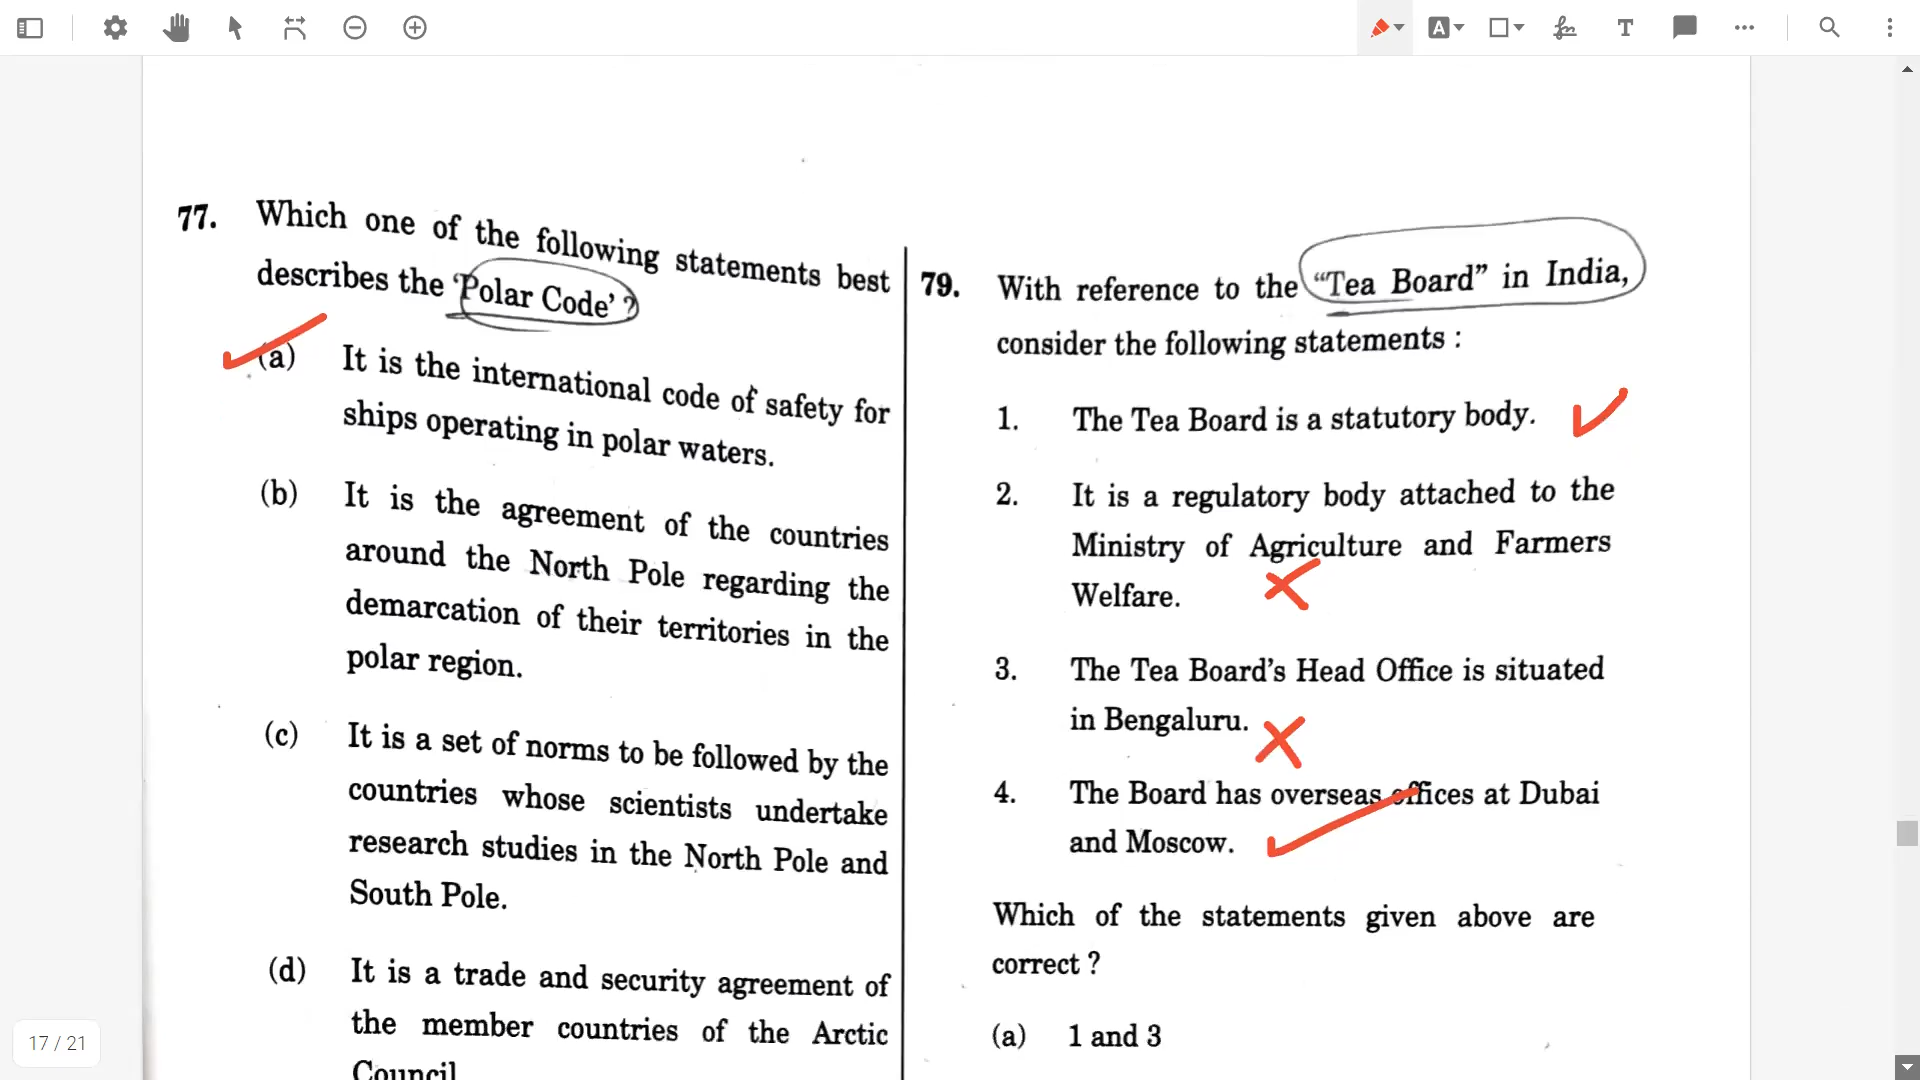 77. Which one of the following statements best
describes the 'Polar Code' ?
(a) It is the international code of safety for
ships operating in polar waters.
(b) It is the agreement of the countries
around the North Pole regarding the
demarcation of their territories in the
polar region.
(c) It is a set of norms to be followed by the
countries whose scientists undertake
research studies in the North Pole and
South Pole.
(d) It is a trade and security agreement of
the member countries of the Arctic
Council.
79. With reference to the "Tea Board" in India,
consider the following statements :
1. The Tea Board is a statutory body.
2. It is a regulatory body attached to the
Ministry of Agriculture and Farmers
Welfare.
3. The Tea Board's Head Office is situated
in Bengaluru.
4. The Board has overseas offices at Dubai
and Moscow.
Which of the statements given above are
correct ?
(a) 1 and 3
17 / 21